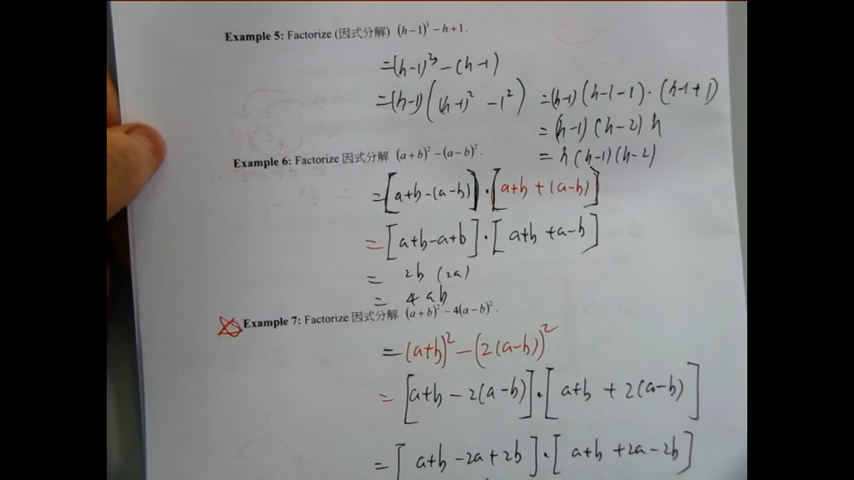 Example 5: Factorize (因式分解) (h−1)³ − h + 1.
=(h-1)³ - (h-1)
=(h-1)((h-1)² - 1²) =(h-1)(h-1-1)·(h-1+1)
=(h-1)(h-2)h
= h(h-1)(h-2)
Example 6: Factorize 因式分解 (a+b)² − (a−b)².
=[a+b-(a-b)]·[a+b+(a-b)]
=[a+b-a+b]·[a+b+a-b]
= 2b (2a)
= 4ab
Example 7: Factorize 因式分解 (a+b)² − 4(a−b)².
=(a+b)² - (2(a-b))²
=[a+b - 2(a-b)]·[a+b + 2(a-b)]
=[a+b -2a+2b]·[a+b +2a-2b]